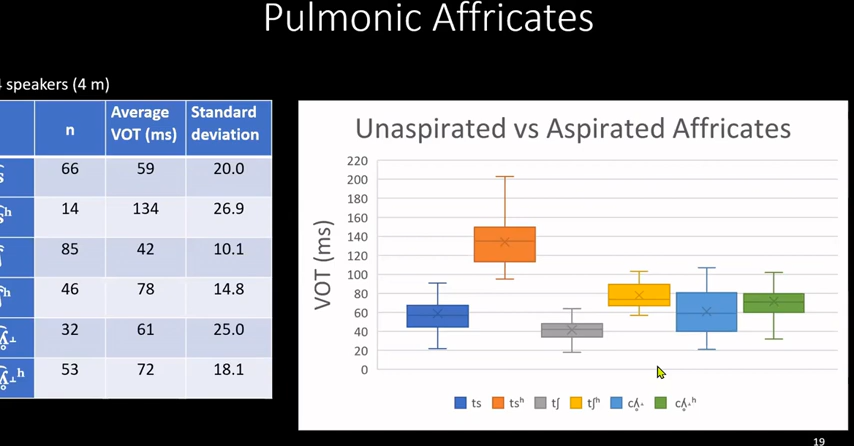 Pulmonic Affricates
speakers (4 m)
n
Average VOT (ms)
Standard deviation
66 59 20.0
14 134 26.9
85 42 10.1
46 78 14.8
32 61 25.0
53 72 18.1
Unaspirated vs Aspirated Affricates
VOT (ms)
220
200
180
160
140
120
100
80
60
40
20
0
ts tsʰ tʃ tʃʰ
19